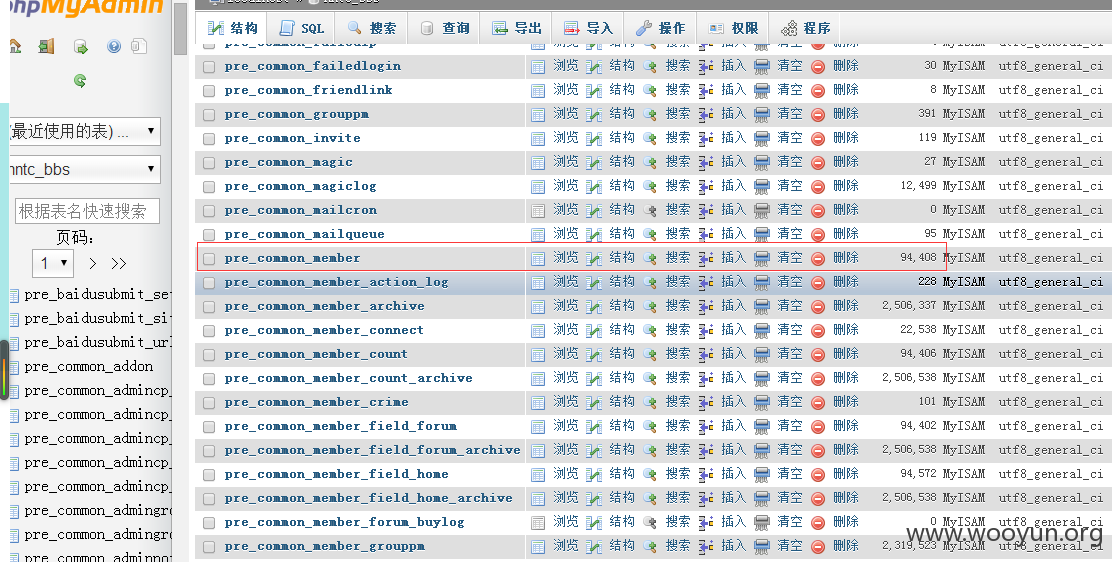 phpMyAdmin
(最近使用的表) ...
ntc_bbs
根据表名快速搜索
页码：
1 > >>
pre_baidusubmit_se
pre_baidusubmit_si
pre_baidusubmit_url
pre_common_addon
pre_common_admincp_
pre_common_admincp_
pre_common_admincp_
pre_common_admincp_
pre_common_admincp_
pre_common_admingro
pre_common_admingro
pre_common_adminnot
结构 SQL 搜索 查询 导出 导入 操作 权限 程序
pre_common_failedip 浏览 结构 搜索 插入 清空 删除 MyISAM utf8_general_ci
pre_common_failedlogin 浏览 结构 搜索 插入 清空 删除 30 MyISAM utf8_general_ci
pre_common_friendlink 浏览 结构 搜索 插入 清空 删除 8 MyISAM utf8_general_ci
pre_common_grouppm 浏览 结构 搜索 插入 清空 删除 391 MyISAM utf8_general_ci
pre_common_invite 浏览 结构 搜索 插入 清空 删除 119 MyISAM utf8_general_ci
pre_common_magic 浏览 结构 搜索 插入 清空 删除 27 MyISAM utf8_general_ci
pre_common_magiclog 浏览 结构 搜索 插入 清空 删除 12,499 MyISAM utf8_general_ci
pre_common_mailcron 浏览 结构 搜索 插入 清空 删除 0 MyISAM utf8_general_ci
pre_common_mailqueue 浏览 结构 搜索 插入 清空 删除 95 MyISAM utf8_general_ci
pre_common_member 浏览 结构 搜索 插入 清空 删除 94,408 MyISAM utf8_general_ci
pre_common_member_action_log 浏览 结构 搜索 插入 清空 删除 228 MyISAM utf8_general_ci
pre_common_member_archive 浏览 结构 搜索 插入 清空 删除 2,506,337 MyISAM utf8_general_ci
pre_common_member_connect 浏览 结构 搜索 插入 清空 删除 22,538 MyISAM utf8_general_ci
pre_common_member_count 浏览 结构 搜索 插入 清空 删除 94,406 MyISAM utf8_general_ci
pre_common_member_count_archive 浏览 结构 搜索 插入 清空 删除 2,506,538 MyISAM utf8_general_ci
pre_common_member_crime 浏览 结构 搜索 插入 清空 删除 101 MyISAM utf8_general_ci
pre_common_member_field_forum 浏览 结构 搜索 插入 清空 删除 94,402 MyISAM utf8_general_ci
pre_common_member_field_forum_archive 浏览 结构 搜索 插入 清空 删除 2,506,538 MyISAM utf8_general_ci
pre_common_member_field_home 浏览 结构 搜索 插入 清空 删除 94,572 MyISAM utf8_general_ci
pre_common_member_field_home_archive 浏览 结构 搜索 插入 清空 删除 2,506,538 MyISAM utf8_general_ci
pre_common_member_forum_buylog 浏览 结构 搜索 插入 清空 删除 0 MyISAM utf8_general_ci
pre_common_member_grouppm 浏览 结构 搜索 插入 清空 删除 2,319,523 MyISAM utf8_general_ci
www.wooyun.org